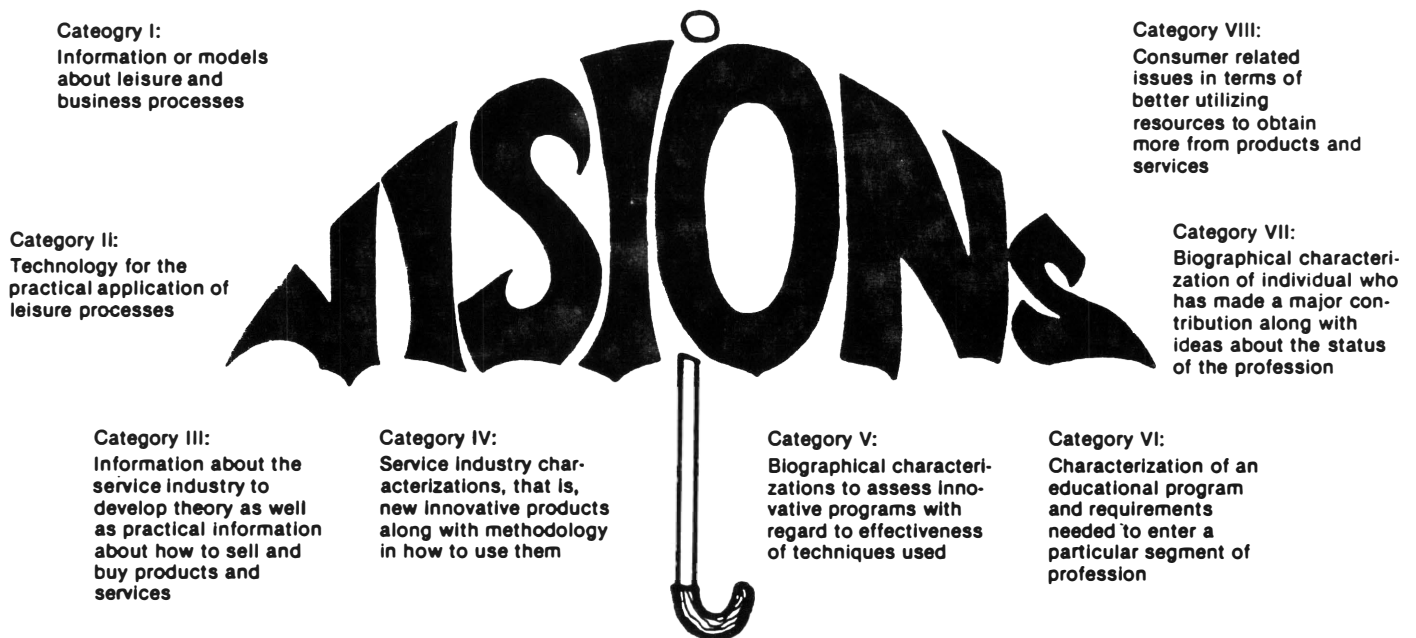 Cateogry I:
Information or models
about leisure and
business processes
Category II:
Technology for the
practical application of
leisure processes
Category III:
Information about the
service industry to
develop theory as well
as practical information
about how to sell and
buy products and
services
Category IV:
Service industry char-
acterizations, that is,
new innovative products
along with methodology
in how to use them
VISIONS
Category V:
Biographical characteri-
zations to assess inno-
vative programs with
regard to effectiveness
of techniques used
Category VI:
Characterization of an
educational program
and requirements
needed to enter a
particular segment of
profession
Category VII:
Biographical characteri-
zation of individual who
has made a major con-
tribution along with
ideas about the status
of the profession
Category VIII:
Consumer related
issues in terms of
better utilizing
resources to obtain
more from products and
services